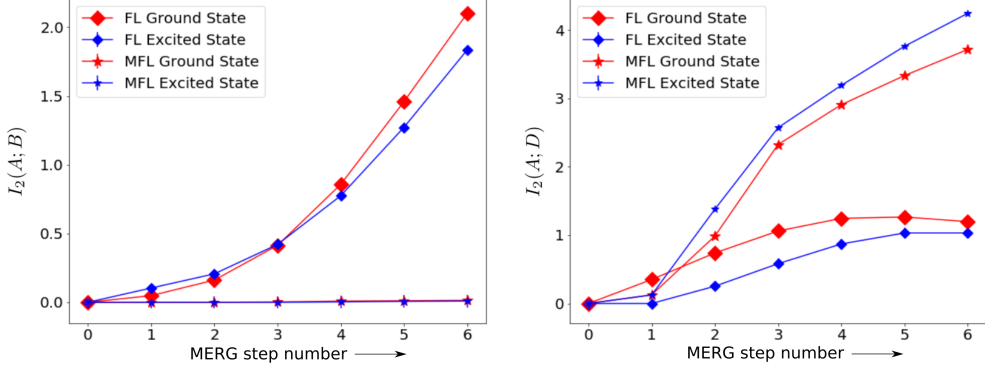 FL Ground State
FL Excited State
MFL Ground State
MFL Excited State
2.0
1.5
1.0
0.5
0.0
I₂(A; B)
0 1 2 3 4 5 6
MERG step number ⟶
FL Ground State
FL Excited State
MFL Ground State
MFL Excited State
4
3
2
1
0
I₂(A; D)
0 1 2 3 4 5 6
MERG step number ⟶